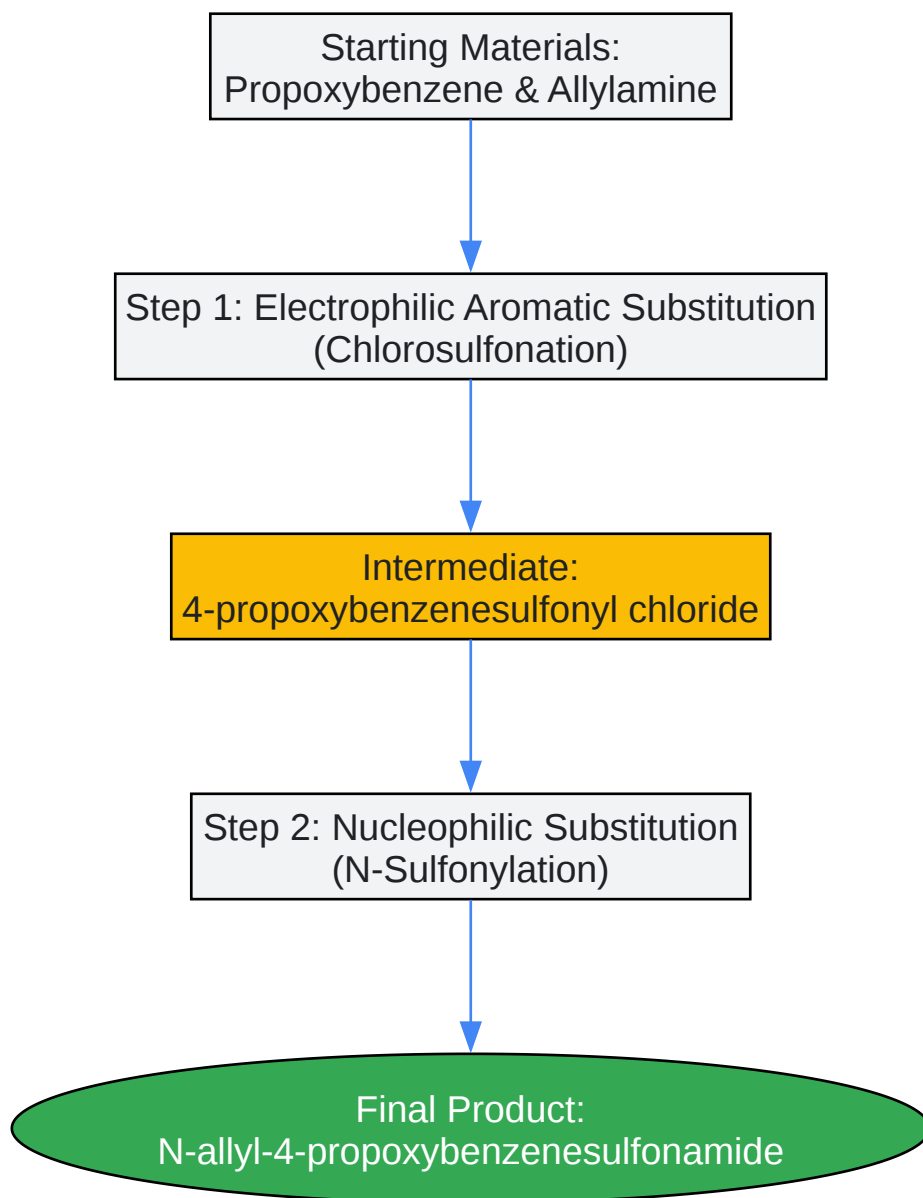 Starting Materials:
Propoxybenzene & Allylamine
Step 1: Electrophilic Aromatic Substitution
(Chlorosulfonation)
Intermediate:
4-propoxybenzenesulfonyl chloride
Step 2: Nucleophilic Substitution
(N-Sulfonylation)
Final Product:
N-allyl-4-propoxybenzenesulfonamide